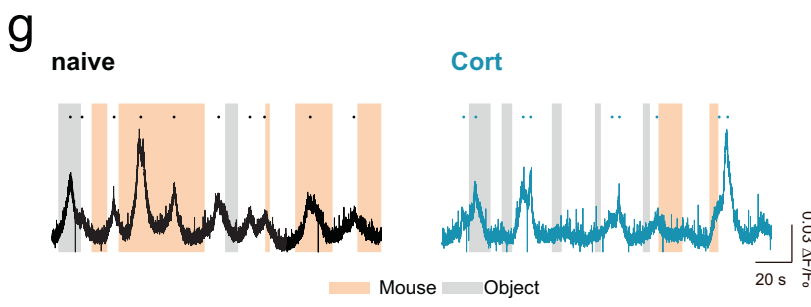 g
naive
Cort
0.03 ΔF/F₀
20 s
Mouse
Object